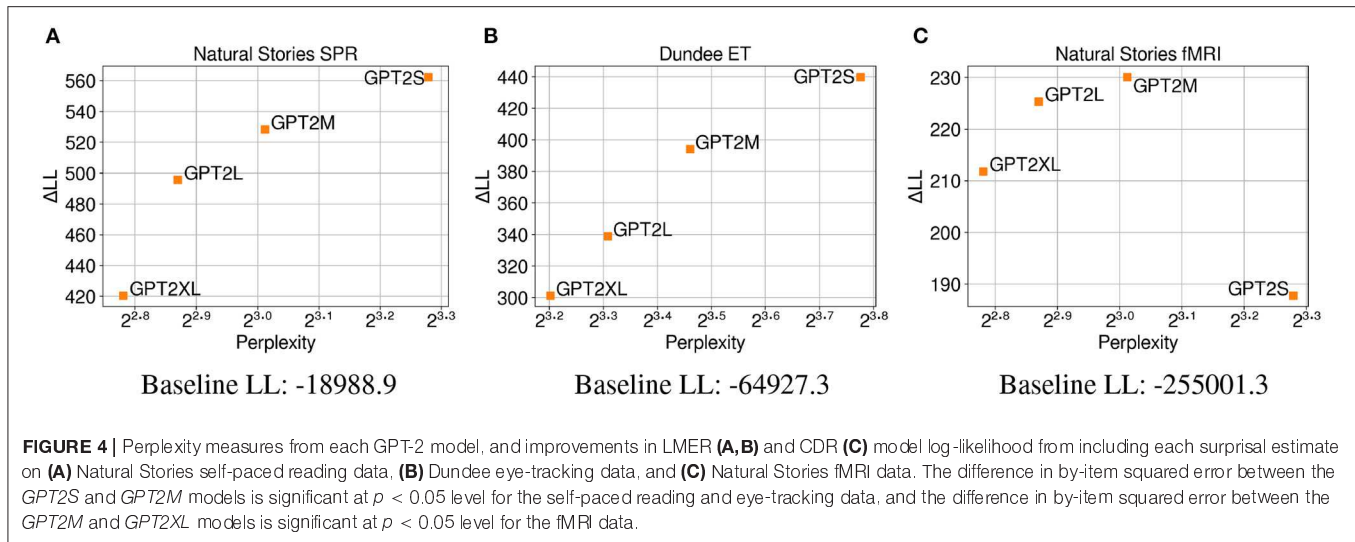 A
Natural Stories SPR
ΔLL
560
540
520
500
480
460
440
420
GPT2S
GPT2M
GPT2L
GPT2XL
2^2.8 2^2.9 2^3.0 2^3.1 2^3.2 2^3.3
Perplexity
Baseline LL: -18988.9
B
Dundee ET
ΔLL
440
420
400
380
360
340
320
300
GPT2S
GPT2M
GPT2L
GPT2XL
2^3.2 2^3.3 2^3.4 2^3.5 2^3.6 2^3.7 2^3.8
Perplexity
Baseline LL: -64927.3
C
Natural Stories fMRI
ΔLL
230
220
210
200
190
GPT2M
GPT2L
GPT2XL
GPT2S
2^2.8 2^2.9 2^3.0 2^3.1 2^3.2 2^3.3
Perplexity
Baseline LL: -255001.3
FIGURE 4 | Perplexity measures from each GPT-2 model, and improvements in LMER (A,B) and CDR (C) model log-likelihood from including each surprisal estimate
on (A) Natural Stories self-paced reading data, (B) Dundee eye-tracking data, and (C) Natural Stories fMRI data. The difference in by-item squared error between the
GPT2S and GPT2M models is significant at p < 0.05 level for the self-paced reading and eye-tracking data, and the difference in by-item squared error between the
GPT2M and GPT2XL models is significant at p < 0.05 level for the fMRI data.